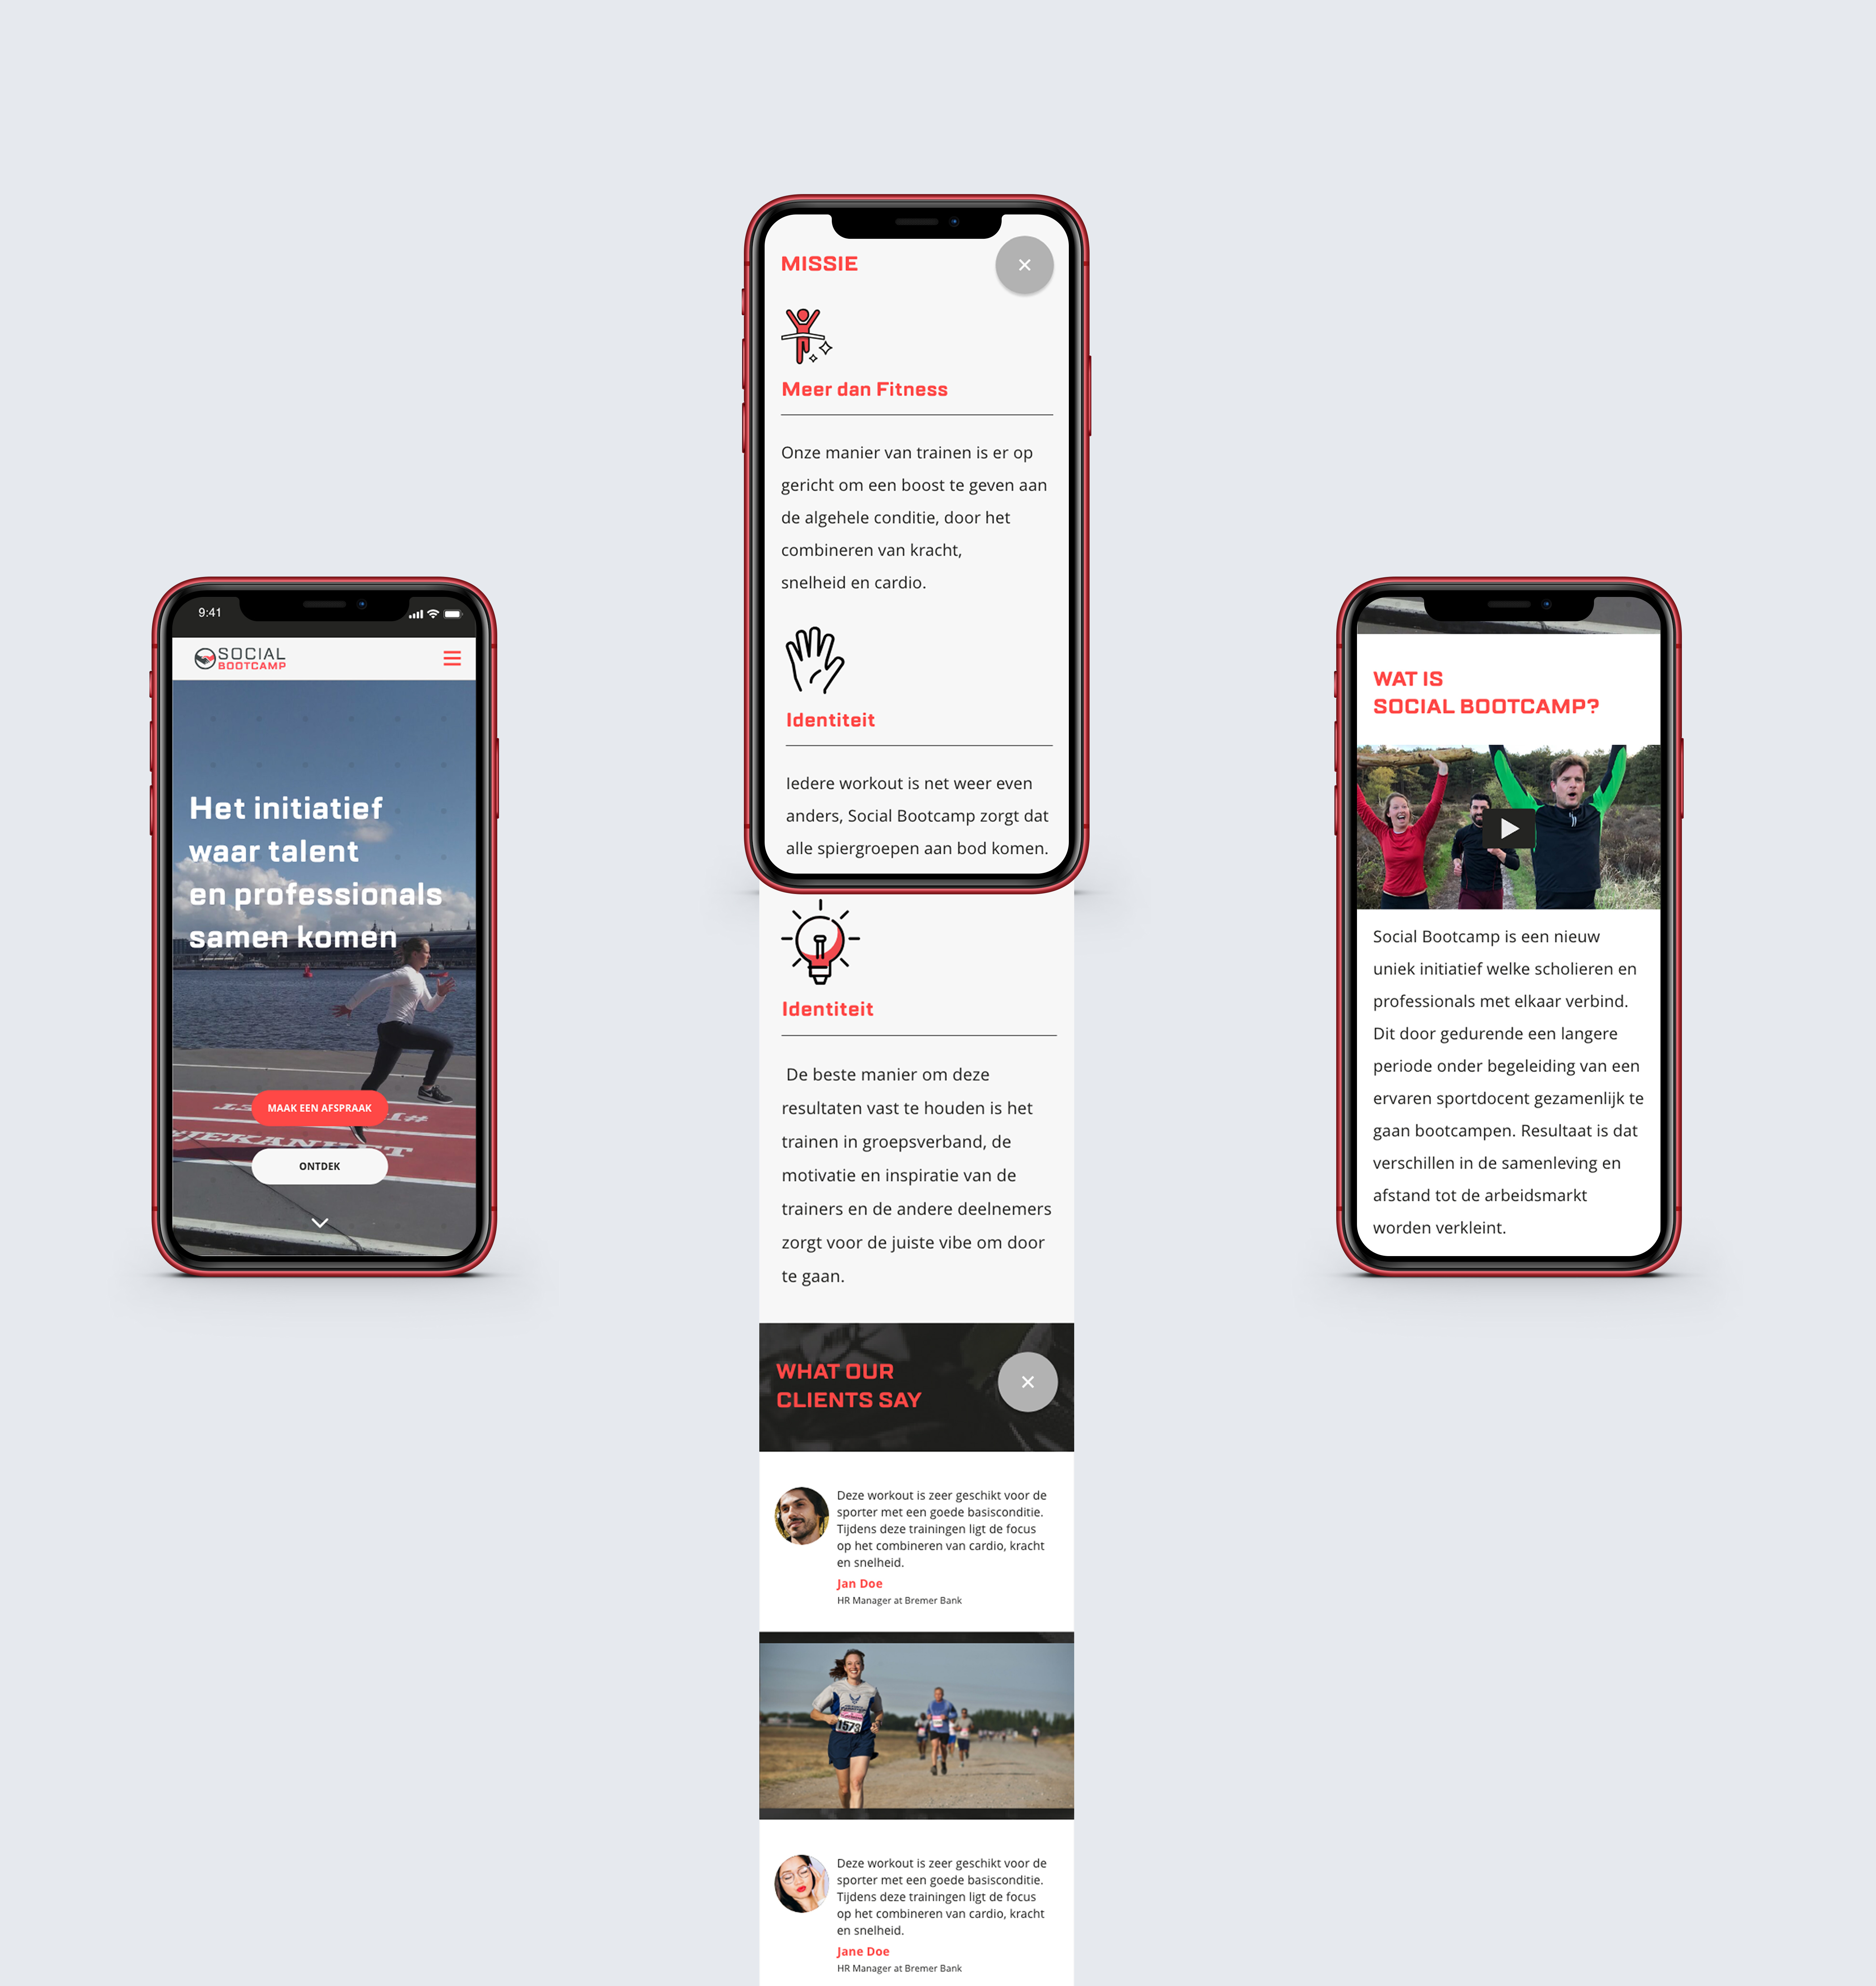 9:41
SOCIAL
BOOTCAMP
Het initiatief
waar talent
en professionals
samen komen
MAAK EEN AFSPRAAK
ONTDEK
MISSIE
Meer dan Fitness
Onze manier van trainen is er op
gericht om een boost te geven aan
de algehele conditie, door het
combineren van kracht,
snelheid en cardio.
Identiteit
Iedere workout is net weer even
anders, Social Bootcamp zorgt dat
alle spiergroepen aan bod komen.
Identiteit
De beste manier om deze
resultaten vast te houden is het
trainen in groepsverband, de
motivatie en inspiratie van de
trainers en de andere deelnemers
zorgt voor de juiste vibe om door
te gaan.
WHAT OUR
CLIENTS SAY
Deze workout is zeer geschikt voor de
sporter met een goede basisconditie.
Tijdens deze trainingen ligt de focus
op het combineren van cardio, kracht
en snelheid.
Jan Doe
HR Manager at Bremer Bank
1573
Deze workout is zeer geschikt voor de
sporter met een goede basisconditie.
Tijdens deze trainingen ligt de focus
op het combineren van cardio, kracht
en snelheid.
Jane Doe
HR Manager at Bremer Bank
WAT IS
SOCIAL BOOTCAMP?
Social Bootcamp is een nieuw
uniek initiatief welke scholieren en
professionals met elkaar verbind.
Dit door gedurende een langere
periode onder begeleiding van een
ervaren sportdocent gezamenlijk te
gaan bootcampen. Resultaat is dat
verschillen in de samenleving en
afstand tot de arbeidsmarkt
worden verkleint.